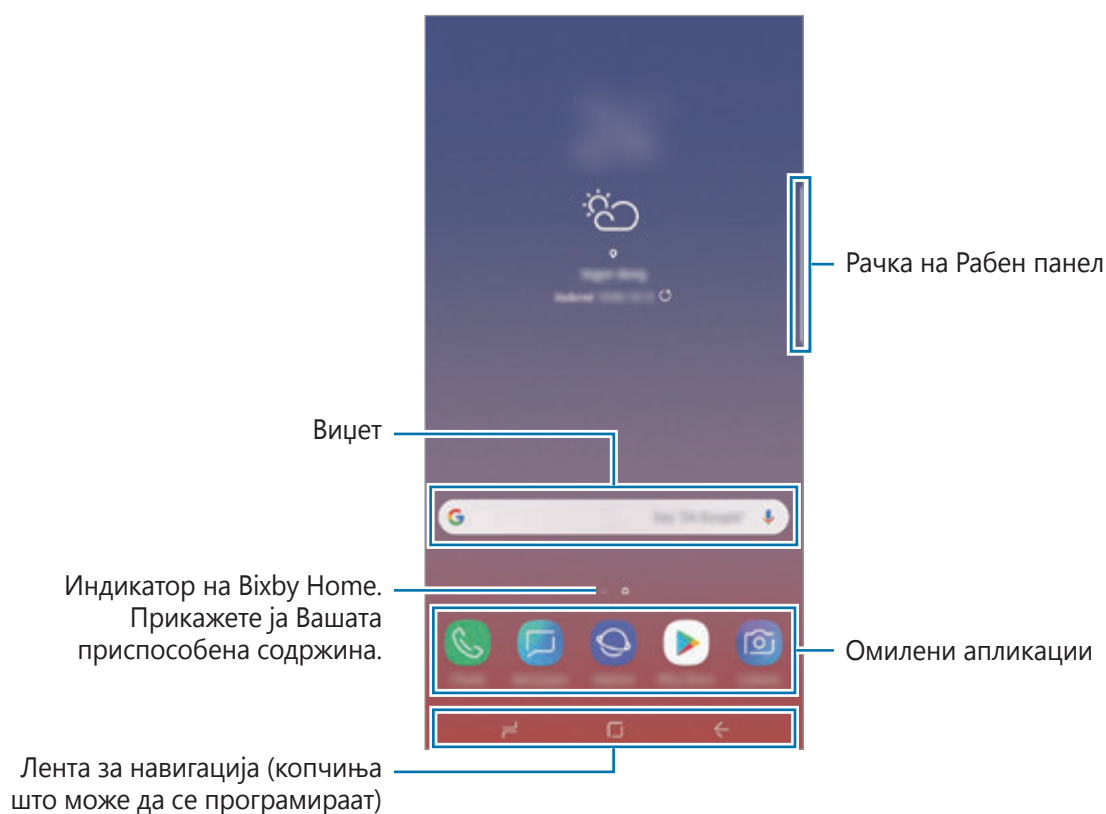 Рачка на Рабен панел
Виџет
Индикатор на Bixby Home.
Прикажете ја Вашата
приспособена содржина.
Омилени апликации
Лента за навигација (копчиња
што може да се програмираат)